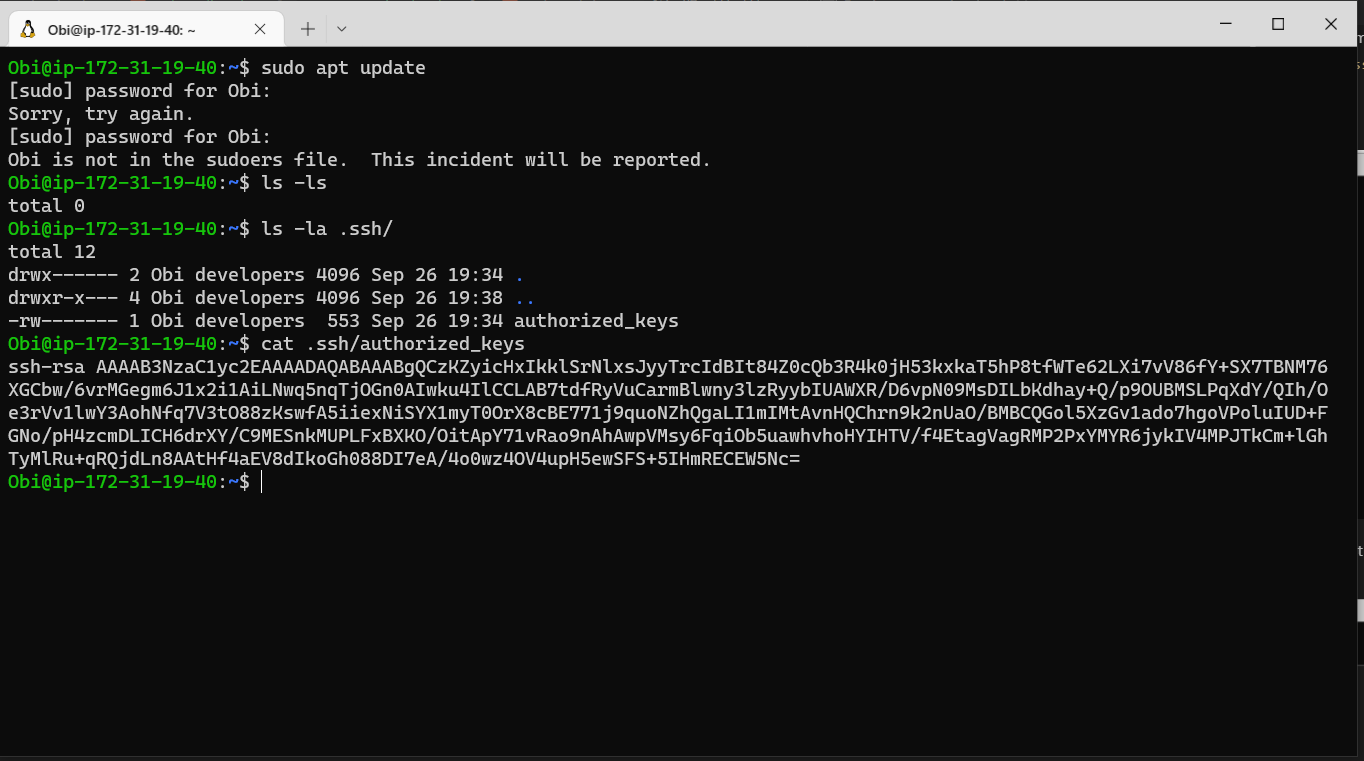 Obi@ip-172-31-19-40: ~
Obi@ip-172-31-19-40:~$ sudo apt update
[sudo] password for Obi:
Sorry, try again.
[sudo] password for Obi:
Obi is not in the sudoers file.  This incident will be reported.
Obi@ip-172-31-19-40:~$ ls -ls
total 0
Obi@ip-172-31-19-40:~$ ls -la .ssh/
total 12
drwx------ 2 Obi developers 4096 Sep 26 19:34 .
drwxr-x--- 4 Obi developers 4096 Sep 26 19:38 ..
-rw------- 1 Obi developers  553 Sep 26 19:34 authorized_keys
Obi@ip-172-31-19-40:~$ cat .ssh/authorized_keys
ssh-rsa AAAAB3NzaC1yc2EAAAADAQABAAABgQCzKZyicHxIkklSrNlxsJyyTrcIdBIt84Z0cQb3R4k0jH53kxkaT5hP8tfWTe62LXi7vV86fY+SX7TBNM76
XGCbw/6vrMGegm6J1x2i1AiLNwq5nqTjOGn0AIwku4IlCCLAB7tdfRyVuCarmBlwny3lzRyybIUAWXR/D6vpN09MsDILbKdhay+Q/p9OUBMSLPqXdY/QIh/O
e3rVv1lwY3AohNfq7V3tO88zKswfA5iiexNiSYX1myT0OrX8cBE771j9quoNZhQgaLI1mIMtAvnHQChrn9k2nUaO/BMBCQGol5XzGv1ado7hgoVPoluIUD+F
GNo/pH4zcmDLICH6drXY/C9MESnkMUPLFxBXKO/OitApY71vRao9nAhAwpVMsy6FqiOb5uawhvhoHYIHTV/f4EtagVagRMP2PxYMYR6jykIV4MPJTkCm+lGh
TyMlRu+qRQjdLn8AAtHf4aEV8dIkoGh088DI7eA/4o0wz4OV4upH5ewSFS+5IHmRECEW5Nc=
Obi@ip-172-31-19-40:~$